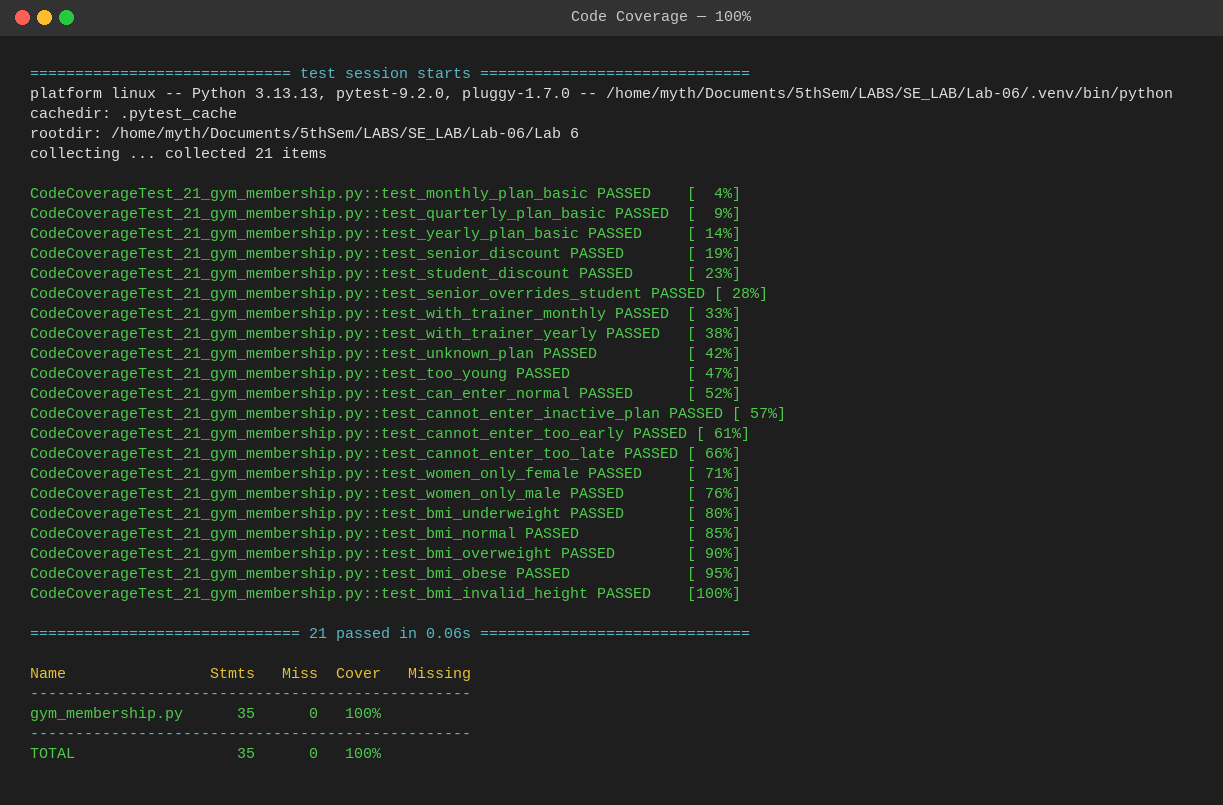 Code Coverage — 100%
============================= test session starts ==============================
platform linux -- Python 3.13.13, pytest-9.2.0, pluggy-1.7.0 -- /home/myth/Documents/5thSem/LABS/SE_LAB/Lab-06/.venv/bin/python
cachedir: .pytest_cache
rootdir: /home/myth/Documents/5thSem/LABS/SE_LAB/Lab-06/Lab 6
collecting ... collected 21 items
CodeCoverageTest_21_gym_membership.py::test_monthly_plan_basic PASSED    [  4%]
CodeCoverageTest_21_gym_membership.py::test_quarterly_plan_basic PASSED  [  9%]
CodeCoverageTest_21_gym_membership.py::test_yearly_plan_basic PASSED     [ 14%]
CodeCoverageTest_21_gym_membership.py::test_senior_discount PASSED       [ 19%]
CodeCoverageTest_21_gym_membership.py::test_student_discount PASSED      [ 23%]
CodeCoverageTest_21_gym_membership.py::test_senior_overrides_student PASSED [ 28%]
CodeCoverageTest_21_gym_membership.py::test_with_trainer_monthly PASSED  [ 33%]
CodeCoverageTest_21_gym_membership.py::test_with_trainer_yearly PASSED   [ 38%]
CodeCoverageTest_21_gym_membership.py::test_unknown_plan PASSED          [ 42%]
CodeCoverageTest_21_gym_membership.py::test_too_young PASSED             [ 47%]
CodeCoverageTest_21_gym_membership.py::test_can_enter_normal PASSED      [ 52%]
CodeCoverageTest_21_gym_membership.py::test_cannot_enter_inactive_plan PASSED [ 57%]
CodeCoverageTest_21_gym_membership.py::test_cannot_enter_too_early PASSED [ 61%]
CodeCoverageTest_21_gym_membership.py::test_cannot_enter_too_late PASSED [ 66%]
CodeCoverageTest_21_gym_membership.py::test_women_only_female PASSED     [ 71%]
CodeCoverageTest_21_gym_membership.py::test_women_only_male PASSED       [ 76%]
CodeCoverageTest_21_gym_membership.py::test_bmi_underweight PASSED       [ 80%]
CodeCoverageTest_21_gym_membership.py::test_bmi_normal PASSED            [ 85%]
CodeCoverageTest_21_gym_membership.py::test_bmi_overweight PASSED        [ 90%]
CodeCoverageTest_21_gym_membership.py::test_bmi_obese PASSED             [ 95%]
CodeCoverageTest_21_gym_membership.py::test_bmi_invalid_height PASSED    [100%]
============================== 21 passed in 0.06s ==============================
Name                Stmts   Miss  Cover   Missing
-------------------------------------------------
gym_membership.py      35      0   100%
-------------------------------------------------
TOTAL                  35      0   100%